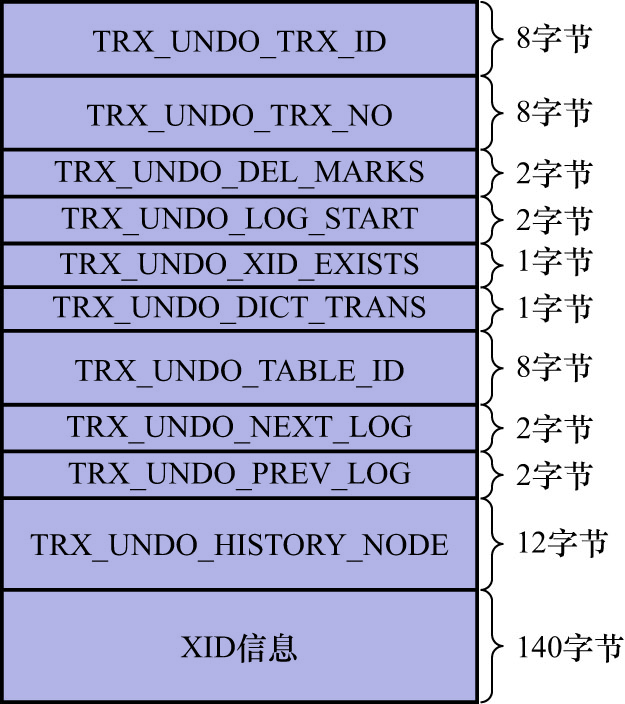 TRX_UNDO_TRX_ID 8字节
TRX_UNDO_TRX_NO 8字节
TRX_UNDO_DEL_MARKS 2字节
TRX_UNDO_LOG_START 2字节
TRX_UNDO_XID_EXISTS 1字节
TRX_UNDO_DICT_TRANS 1字节
TRX_UNDO_TABLE_ID 8字节
TRX_UNDO_NEXT_LOG 2字节
TRX_UNDO_PREV_LOG 2字节
TRX_UNDO_HISTORY_NODE 12字节
XID信息 140字节